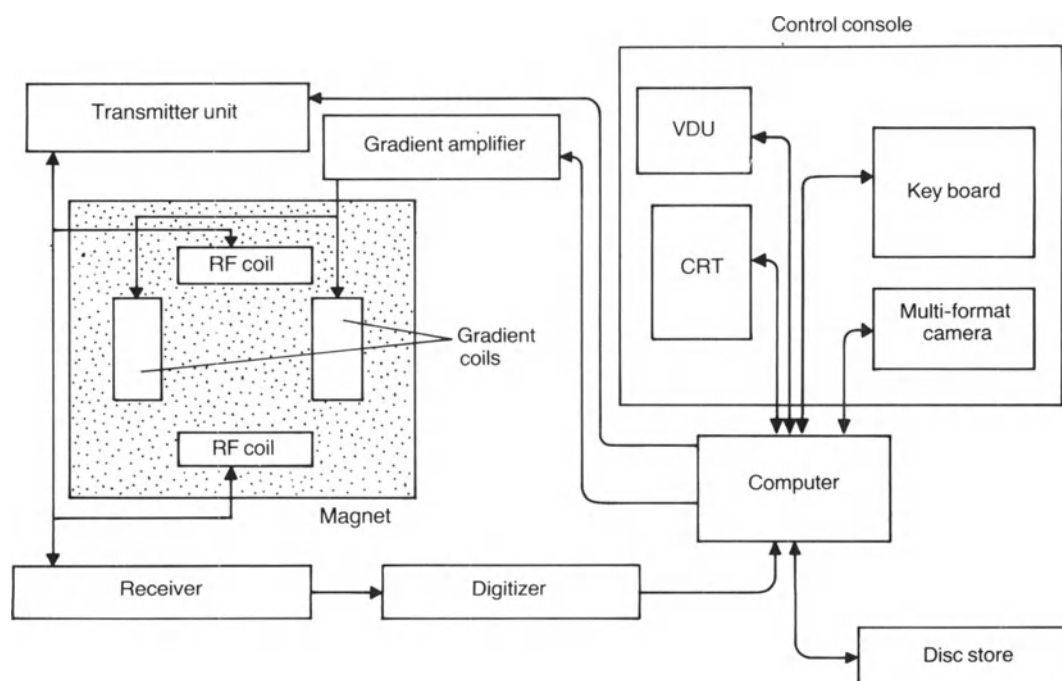 Control console
Transmitter unit
Gradient amplifier
VDU
Key board
CRT
Multi-format
camera
RF coil
Gradient
coils
RF coil
Magnet
Computer
Receiver
Digitizer
Disc store